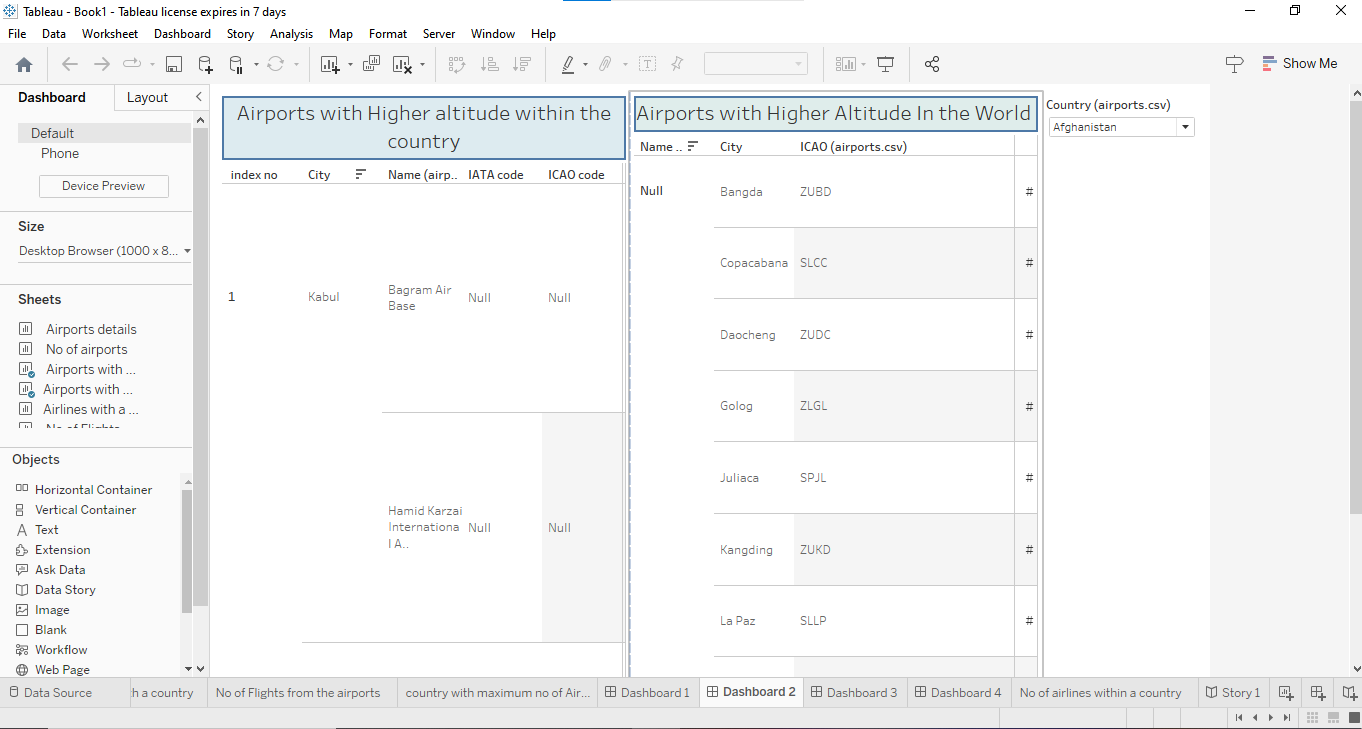 Tableau - Book1 - Tableau license expires in 7 days
File Data Worksheet Dashboard Story Analysis Map Format Server Window Help
Show Me
Dashboard Layout
Default
Phone
Device Preview
Size
Desktop Browser (1000 x 8...
Sheets
Airports details
No of airports
Airports with ...
Airports with ...
Airlines with a ...
No of Flights
Objects
Horizontal Container
Vertical Container
Text
Extension
Ask Data
Data Story
Image
Blank
Workflow
Web Page
Airports with Higher altitude within the
country
index no City Name (airp.. IATA code ICAO code
1 Kabul Bagram Air
Base Null Null
Hamid Karzai
Internationa
l A.. Null Null
Airports with Higher Altitude In the World
Name .. City ICAO (airports.csv)
Null Bangda ZUBD #
Copacabana SLCC #
Daocheng ZUDC #
Golog ZLGL #
Juliaca SPJL #
Kangding ZUKD #
La Paz SLLP #
Country (airports.csv)
Afghanistan
Data Source h a country No of Flights from the airports country with maximum no of Air... Dashboard 1 Dashboard 2 Dashboard 3 Dashboard 4 No of airlines within a country Story 1